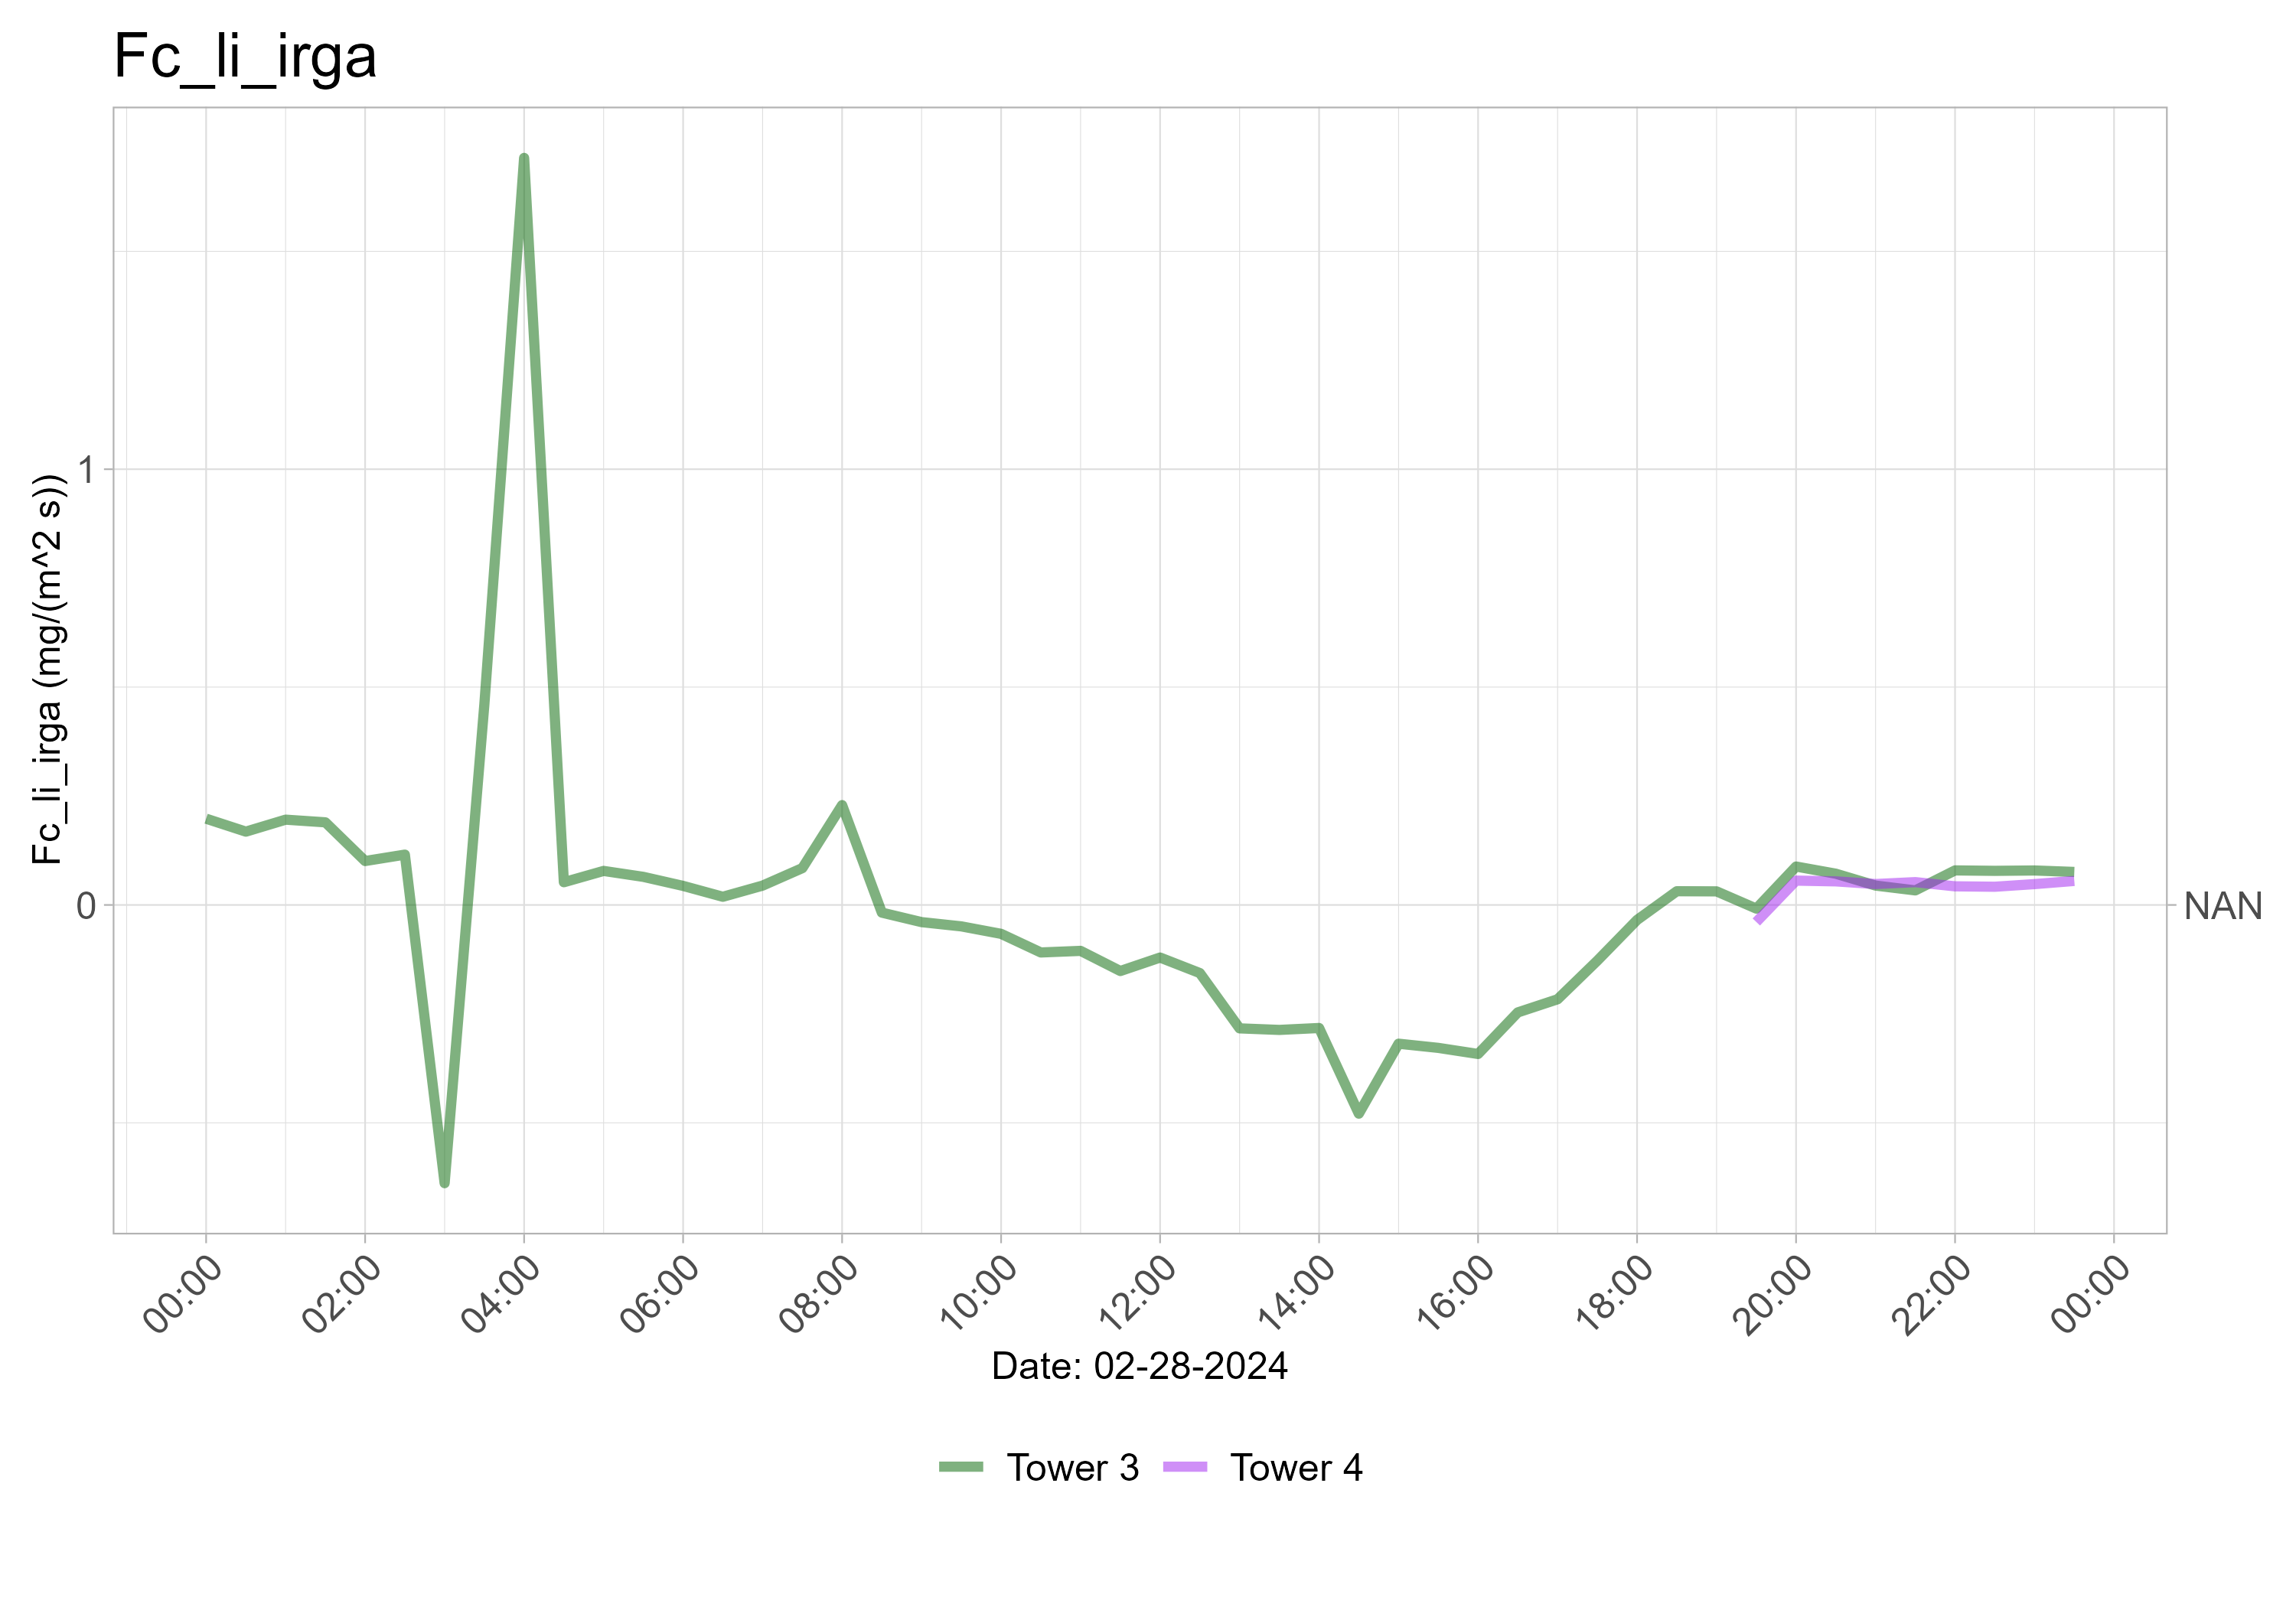 Fc_li_irga
Fc_li_irga (mg/(m^2 s))
1
0
NAN
00:00 02:00 04:00 06:00 08:00 10:00 12:00 14:00 16:00 18:00 20:00 22:00 00:00
Date: 02-28-2024
Tower 3 Tower 4